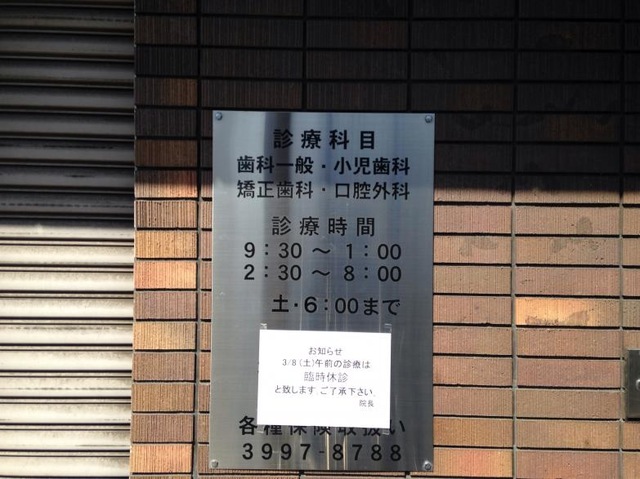 診療科目
歯科一般・小児歯科
矯正歯科・口腔外科
診療時間
9：30 ～ 1：00
2：30 ～ 8：00
土・6：00まで
お知らせ
3/8（土）午前の診療は
臨時休診
と致します。ご了承下さい。
院長
各種保険取扱い
3997-8788